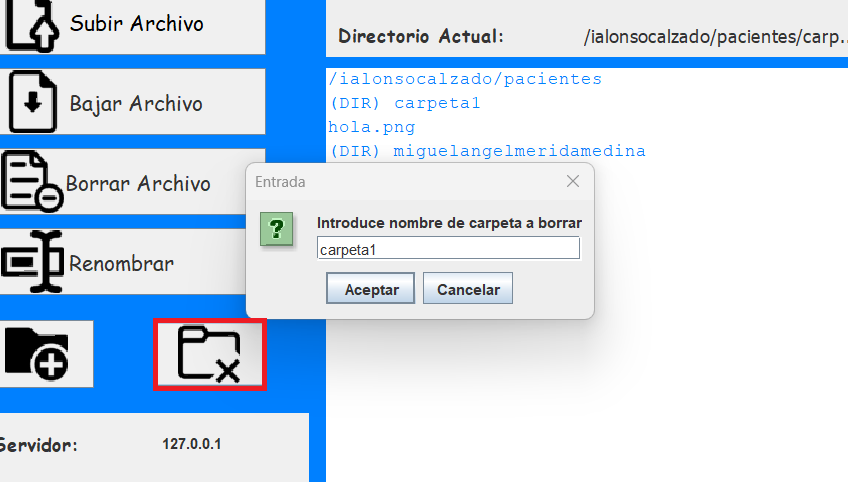 Subir Archivo
Directorio Actual:
/ialonsocalzado/pacientes/carp...
Bajar Archivo
/ialonsocalzado/pacientes
(DIR) carpeta1
hola.png
(DIR) miguelangelmeridamedina
Borrar Archivo
Entrada
Introduce nombre de carpeta a borrar
carpeta1
Renombrar
Aceptar
Cancelar
Servidor:
127.0.0.1